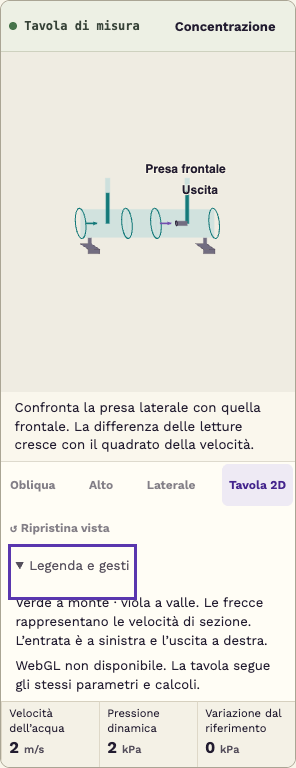 Tavola di misura
Concentrazione
Presa frontale
Uscita
Confronta la presa laterale con quella
frontale. La differenza delle letture
cresce con il quadrato della velocità.
Obliqua
Alto
Laterale
Tavola 2D
↺ Ripristina vista
▼ Legenda e gesti
Verde a monte · viola a valle. Le frecce
rappresentano le velocità di sezione.
L’entrata è a sinistra e l’uscita a destra.
WebGL non disponibile. La tavola segue
gli stessi parametri e calcoli.
Velocità
dell’acqua
2 m/s
Pressione
dinamica
2 kPa
Variazione dal
riferimento
0 kPa